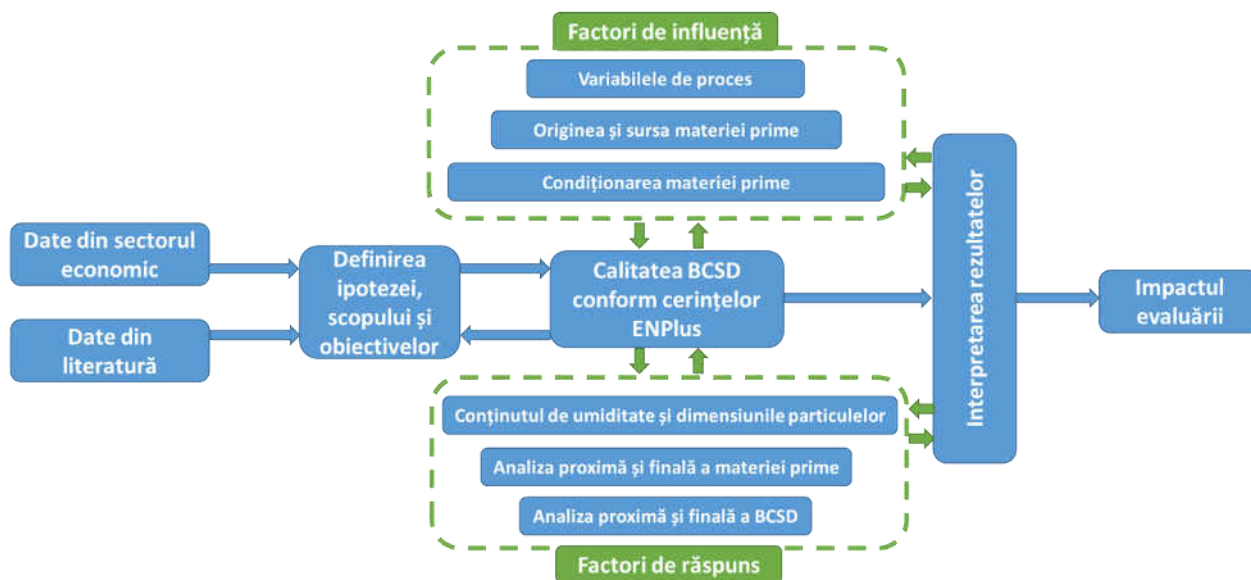 Factori de influență
Variabilele de proces
Originea și sursa materiei prime
Condiționarea materiei prime
Date din sectorul
economic
Date din
literatură
Definirea
ipotezei,
scopului și
obiectivelor
Calitatea BCSD
conform cerințelor
ENPlus
Interpretarea rezultatelor
Impactul
evaluării
Conținutul de umiditate și dimensiunile particulelor
Analiza proximă și finală a materiei prime
Analiza proximă și finală a BCSD
Factori de răspuns